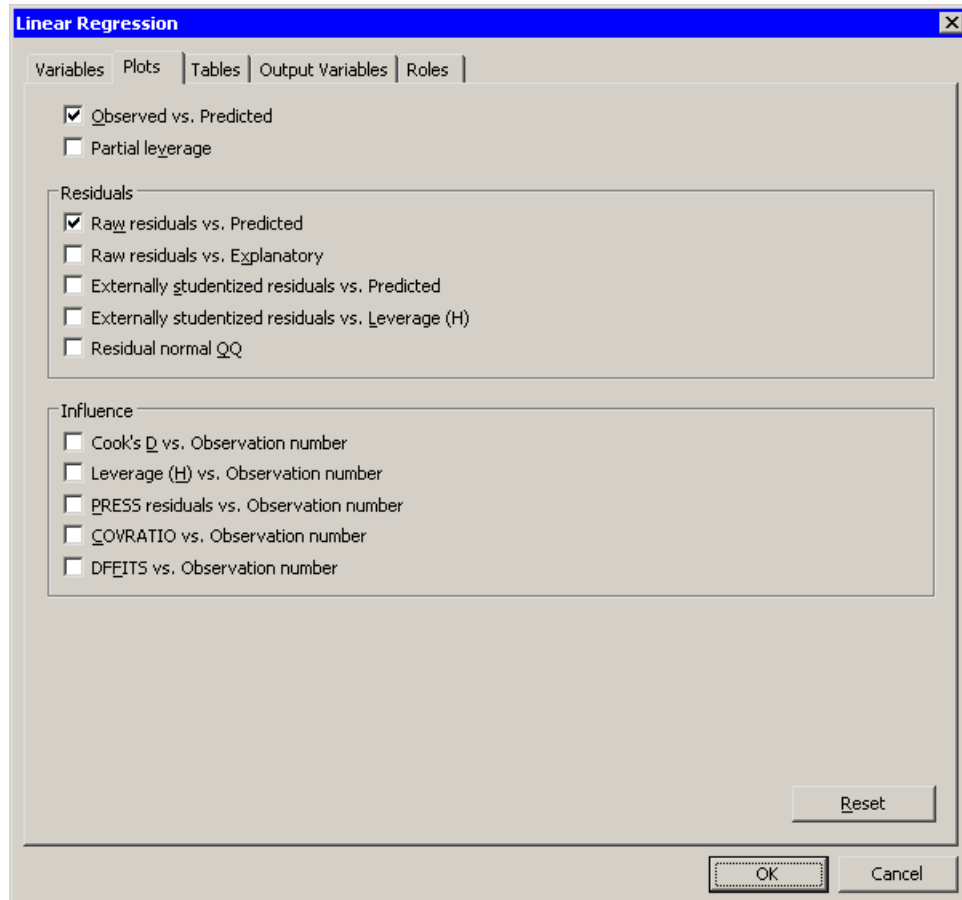 Linear Regression
Variables Plots Tables Output Variables Roles
Observed vs. Predicted
Partial leverage
Residuals
Raw residuals vs. Predicted
Raw residuals vs. Explanatory
Externally studentized residuals vs. Predicted
Externally studentized residuals vs. Leverage (H)
Residual normal QQ
Influence
Cook's D vs. Observation number
Leverage (H) vs. Observation number
PRESS residuals vs. Observation number
COVRATIO vs. Observation number
DFFITS vs. Observation number
Reset
OK Cancel